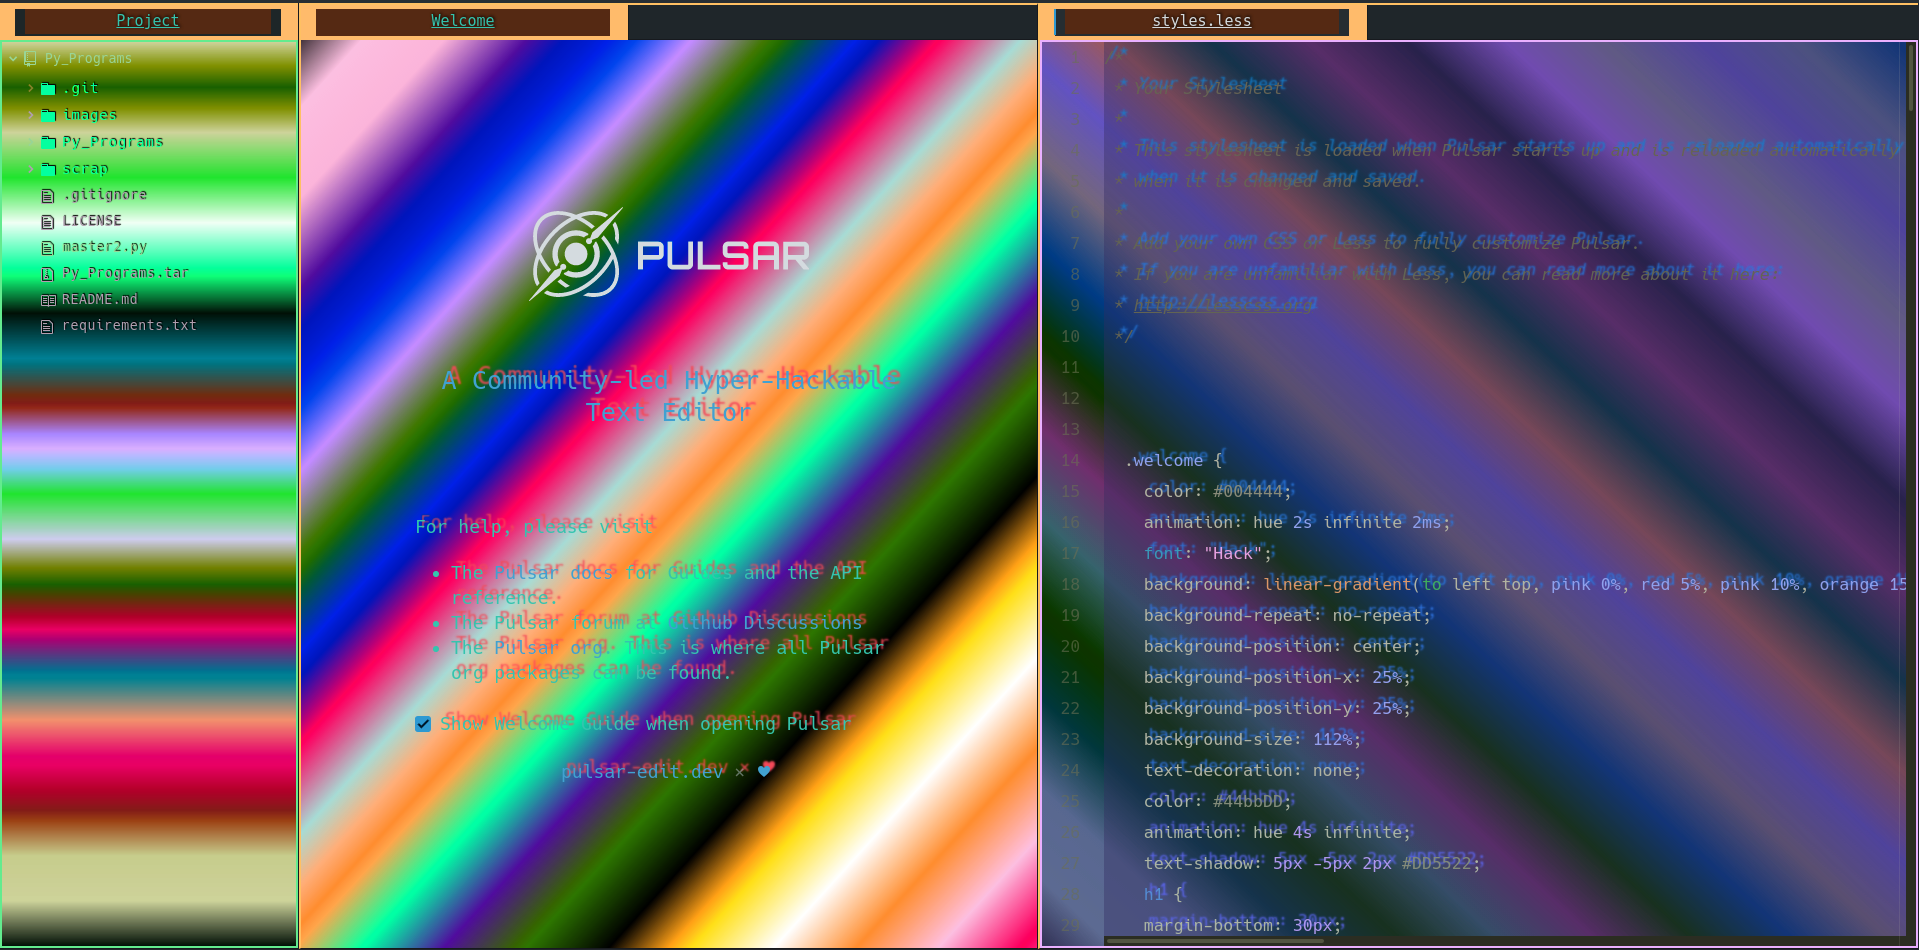 Project
Py_Programs
.git
images
Py_Programs
scrap
.gitignore
LICENSE
master2.py
Py_Programs.tar
README.md
requirements.txt
Welcome
PULSAR
A Community-led Hyper-Hackable
Text Editor
For help, please visit
The Pulsar docs for Guides and the API
reference.
The Pulsar forum at Github Discussions
The Pulsar org. This is where all Pulsar
org packages can be found.
Show Welcome Guide when opening Pulsar
pulsar-edit.dev × ♥
styles.less
1 /*
2 * Your Stylesheet
3 *
4 * This stylesheet is loaded when Pulsar starts up and is reloaded automatically
5 * when it is changed and saved.
6 *
7 * Add your own CSS or Less to fully customize Pulsar.
8 * If you are unfamiliar with Less, you can read more about it here:
9 * http://lesscss.org
10 */
11
12
13
14 .welcome {
15 color: #004444;
16 animation: hue 2s infinite 2ms;
17 font: "Hack";
18 background: linear-gradient(to left top, pink 0%, red 5%, pink 10%, orange 15
19 background-repeat: no-repeat;
20 background-position: center;
21 background-position-x: 25%;
22 background-position-y: 25%;
23 background-size: 112%;
24 text-decoration: none;
25 color: #44bbDD;
26 animation: hue 4s infinite;
27 text-shadow: 5px -5px 2px #DD5522;
28 h1 {
29 margin-bottom: 30px;